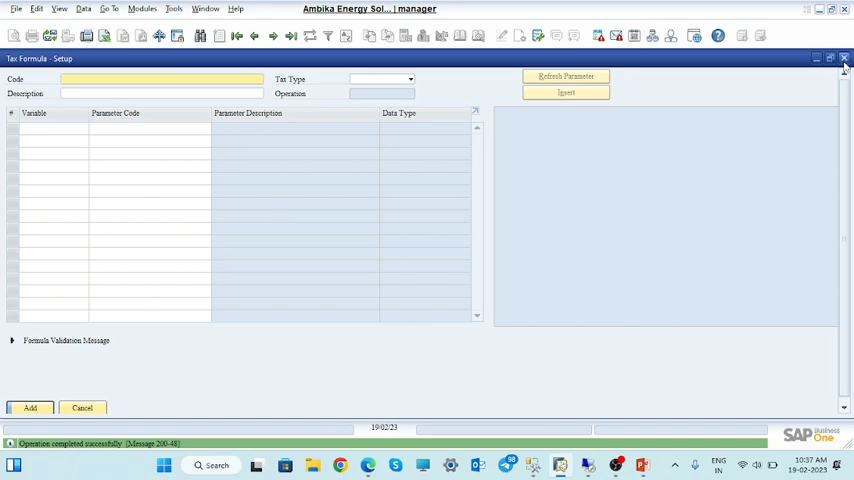 File Edit View Go To Modules Tools Window Help Ambika Energy Sol... | manager
Tax Formula - Setup
Code Tax Type Refresh Parameter
Description Operation Insert
# Variable Parameter Code Parameter Description Data Type
Formula Validation Message
Add Cancel
19/02/23
Operation completed successfully [Message 200-48]
SAP Business One
Search 98 ENG IN 10:37 AM 19-02-2023